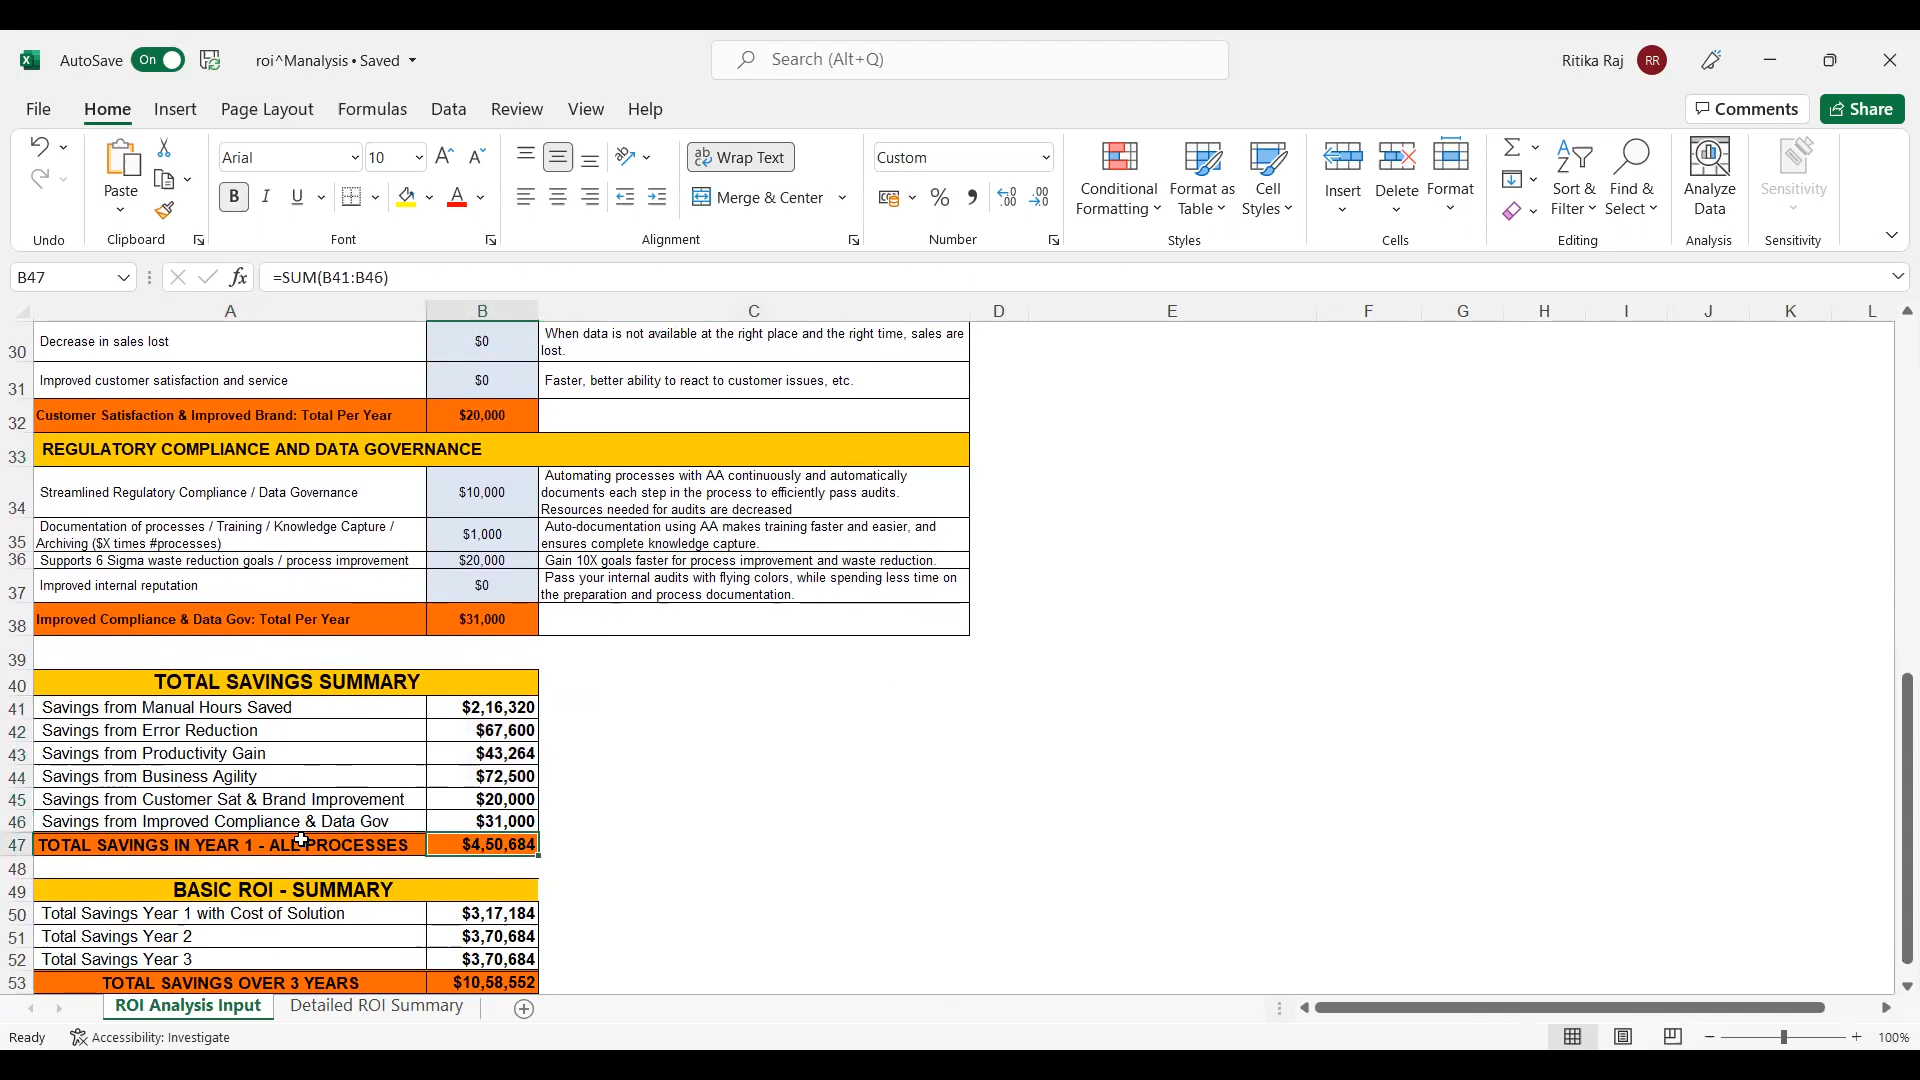 AutoSave On roi^Manalysis • Saved Search (Alt+Q) Ritika Raj RR
File Home Insert Page Layout Formulas Data Review View Help Comments Share
Arial 10 Wrap Text Custom
Paste B I U Merge & Center % Conditional Formatting Format as Table Cell Styles Insert Delete Format Sort & Filter Find & Select Analyze Data Sensitivity
Undo Clipboard Font Alignment Number Styles Cells Editing Analysis Sensitivity
B47 fx =SUM(B41:B46)
A B C D E F G H I J K L
30 Decrease in sales lost $0 When data is not available at the right place and the right time, sales are
lost.
31 Improved customer satisfaction and service $0 Faster, better ability to react to customer issues, etc.
32 Customer Satisfaction & Improved Brand: Total Per Year $20,000
33 REGULATORY COMPLIANCE AND DATA GOVERNANCE
34 Streamlined Regulatory Compliance / Data Governance $10,000 Automating processes with AA continuously and automatically
documents each step in the process to efficiently pass audits.
Resources needed for audits are decreased
35 Documentation of processes / Training / Knowledge Capture /
Archiving ($X times #processes) $1,000 Auto-documentation using AA makes training faster and easier, and
ensures complete knowledge capture.
36 Supports 6 Sigma waste reduction goals / process improvement $20,000 Gain 10X goals faster for process improvement and waste reduction.
37 Improved internal reputation $0 Pass your internal audits with flying colors, while spending less time on
the preparation and process documentation.
38 Improved Compliance & Data Gov: Total Per Year $31,000
39
40 TOTAL SAVINGS SUMMARY
41 Savings from Manual Hours Saved $2,16,320
42 Savings from Error Reduction $67,600
43 Savings from Productivity Gain $43,264
44 Savings from Business Agility $72,500
45 Savings from Customer Sat & Brand Improvement $20,000
46 Savings from Improved Compliance & Data Gov $31,000
47 TOTAL SAVINGS IN YEAR 1 - ALL PROCESSES $4,50,684
48
49 BASIC ROI - SUMMARY
50 Total Savings Year 1 with Cost of Solution $3,17,184
51 Total Savings Year 2 $3,70,684
52 Total Savings Year 3 $3,70,684
53 TOTAL SAVINGS OVER 3 YEARS $10,58,552
ROI Analysis Input Detailed ROI Summary
Ready Accessibility: Investigate 100%